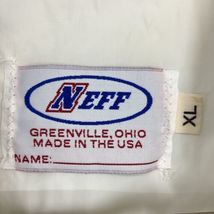 NEFF
GREENVILLE, OHIO
MADE IN THE USA
NAME:
XL